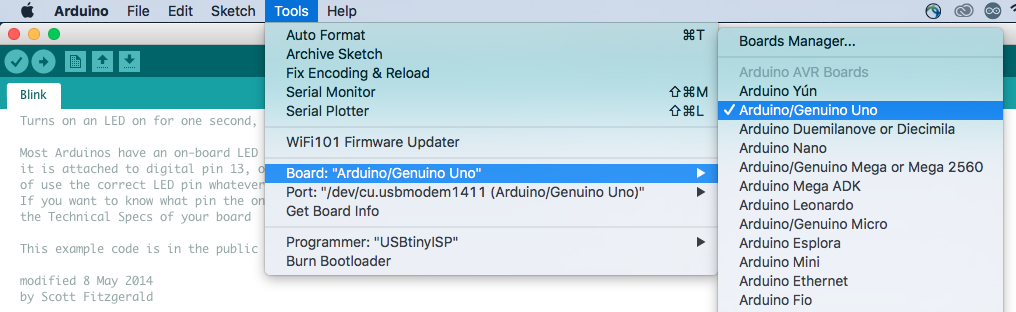 Arduino File Edit Sketch Tools Help
Auto Format ⌘T
Archive Sketch
Fix Encoding & Reload
Serial Monitor ⇧⌘M
Serial Plotter ⇧⌘L
WiFi101 Firmware Updater
Board: "Arduino/Genuino Uno"
Port: "/dev/cu.usbmodem1411 (Arduino/Genuino Uno)"
Get Board Info
Programmer: "USBtinyISP"
Burn Bootloader
Boards Manager...
Arduino AVR Boards
Arduino Yún
✓ Arduino/Genuino Uno
Arduino Duemilanove or Diecimila
Arduino Nano
Arduino/Genuino Mega or Mega 2560
Arduino Mega ADK
Arduino Leonardo
Arduino/Genuino Micro
Arduino Esplora
Arduino Mini
Arduino Ethernet
Arduino Fio
Blink
Turns on an LED on for one second,
Most Arduinos have an on-board LED
it is attached to digital pin 13, o
of use the correct LED pin whatever
If you want to know what pin the on
the Technical Specs of your board
This example code is in the public
modified 8 May 2014
by Scott Fitzgerald